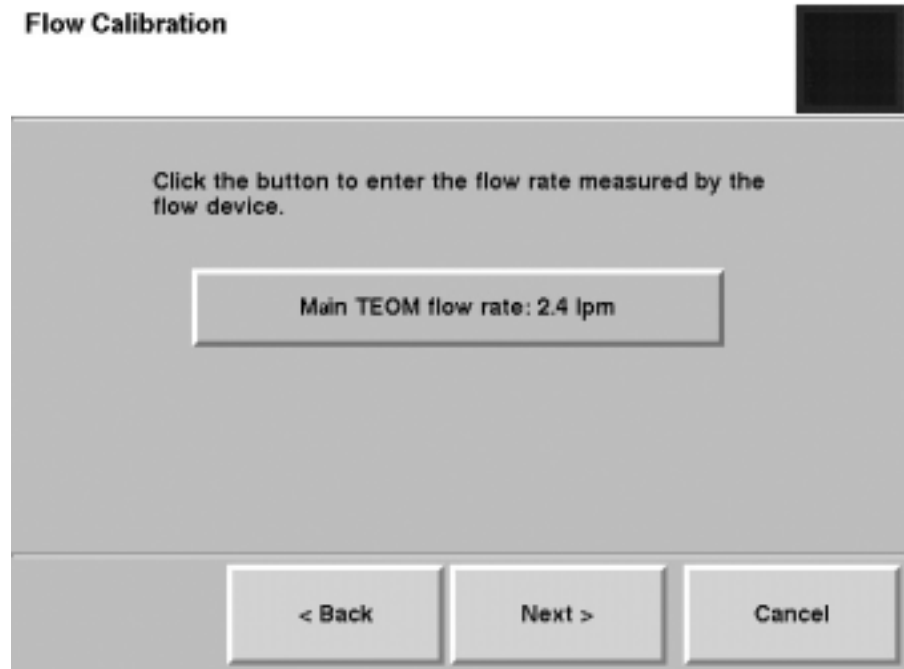 Flow Calibration
Click the button to enter the flow rate measured by the
flow device.
Main TEOM flow rate: 2.4 lpm
< Back
Next >
Cancel